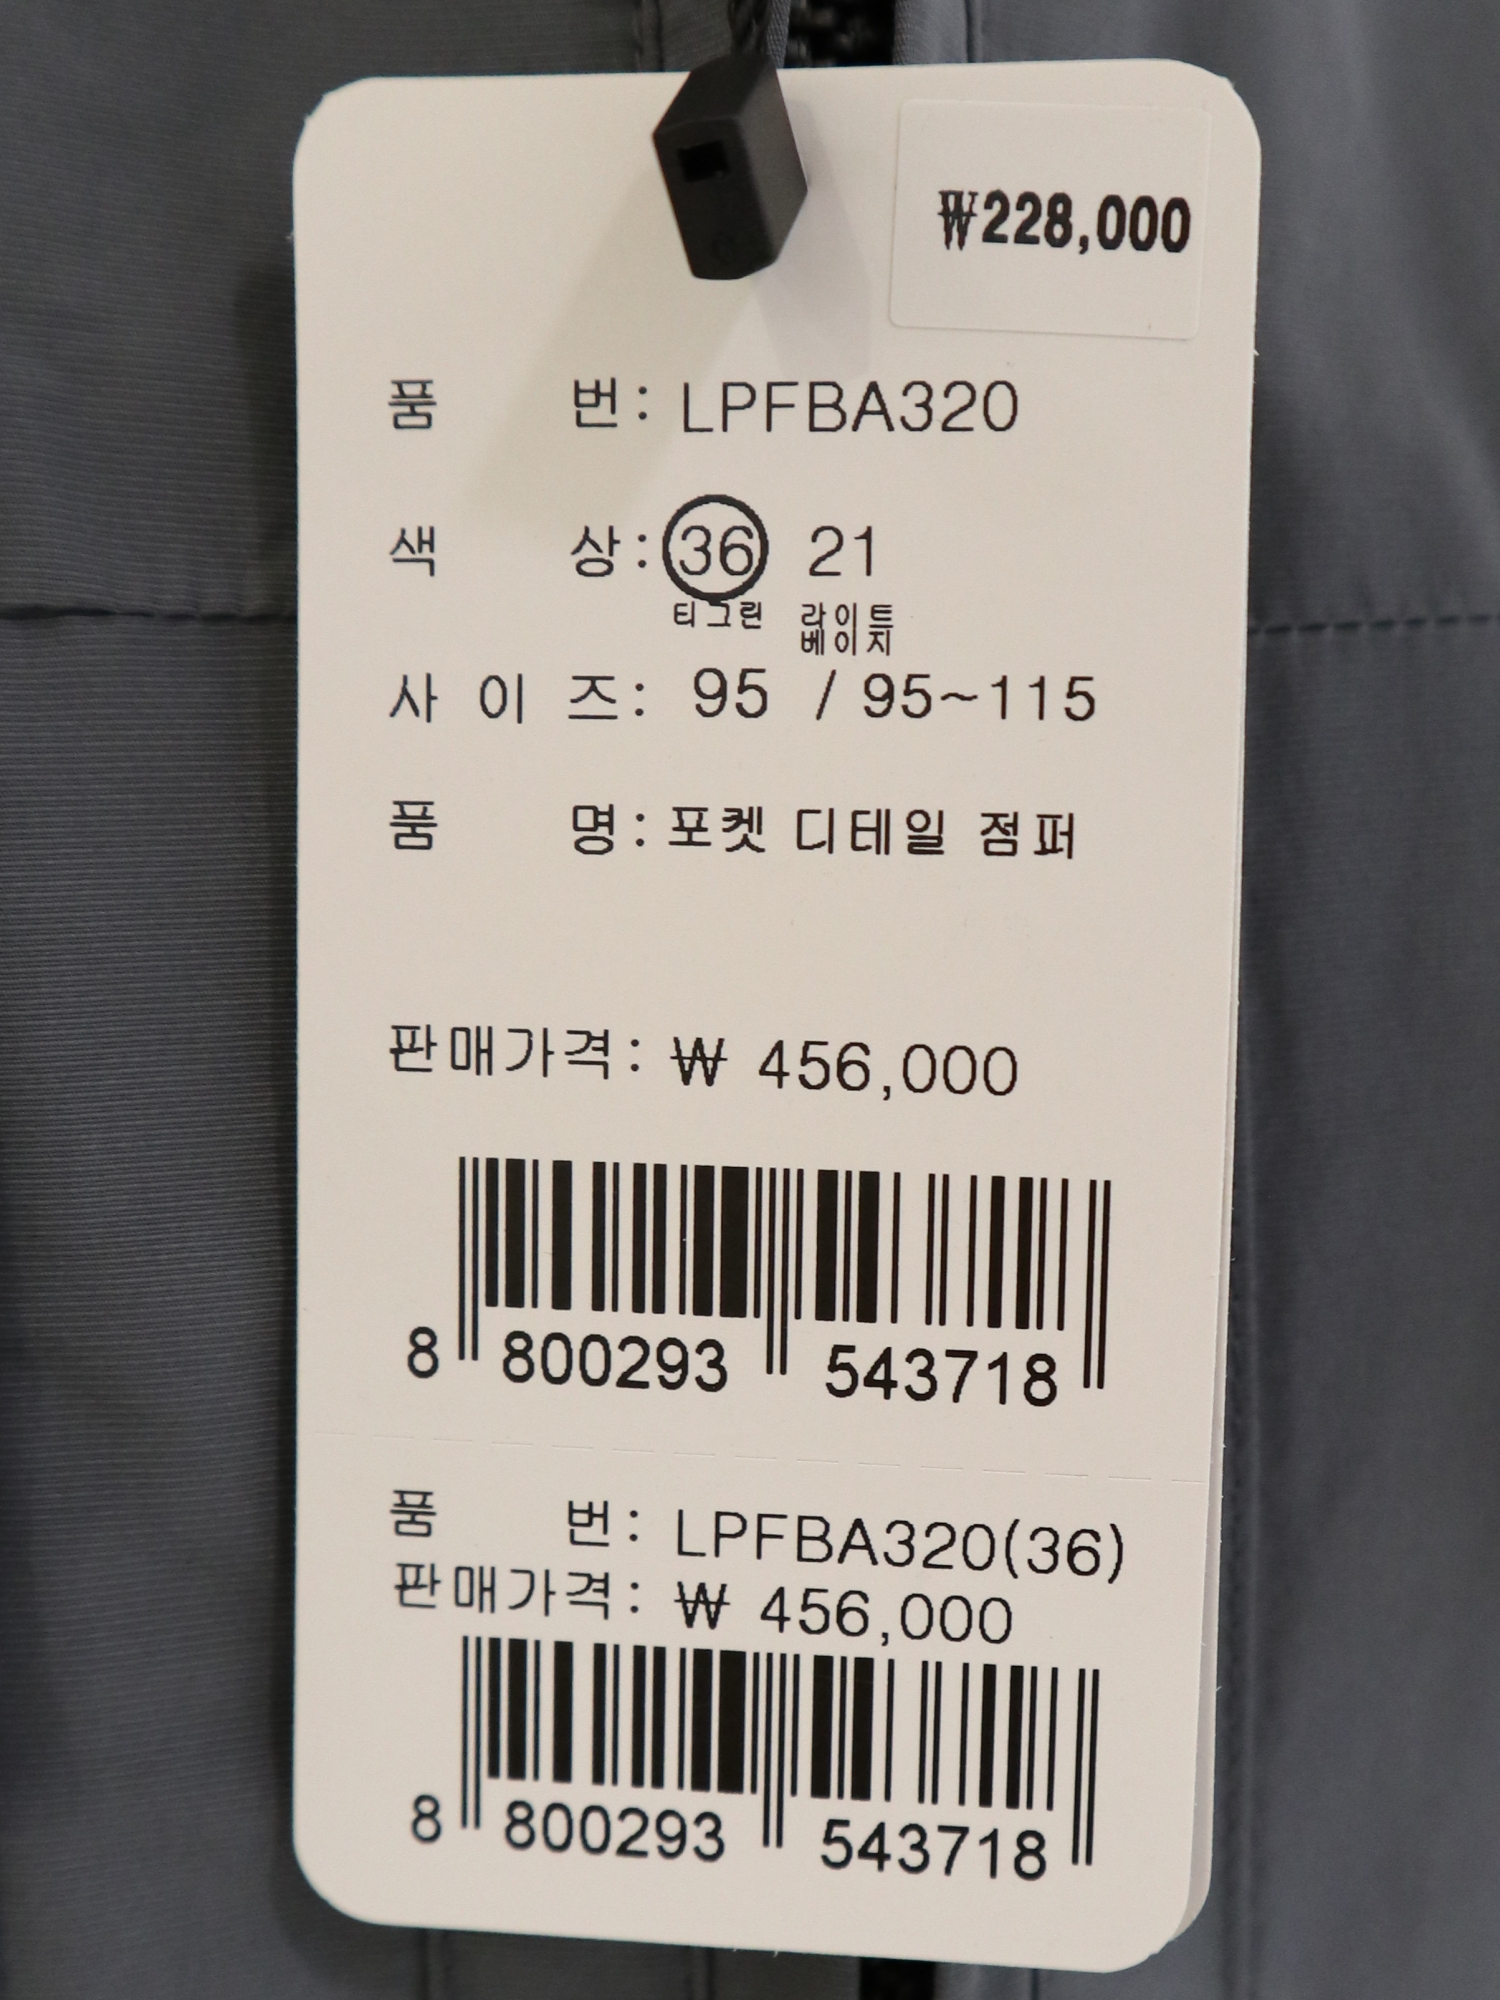 ₩228,000
품 번: LPFBA320
색 상: 36 21
티그린 라이트
베이지
사 이 즈: 95 / 95~115
품 명: 포켓 디테일 점퍼
판매가격: ₩ 456,000
8 800293 543718
품 번: LPFBA320(36)
판매가격: ₩ 456,000
8 800293 543718